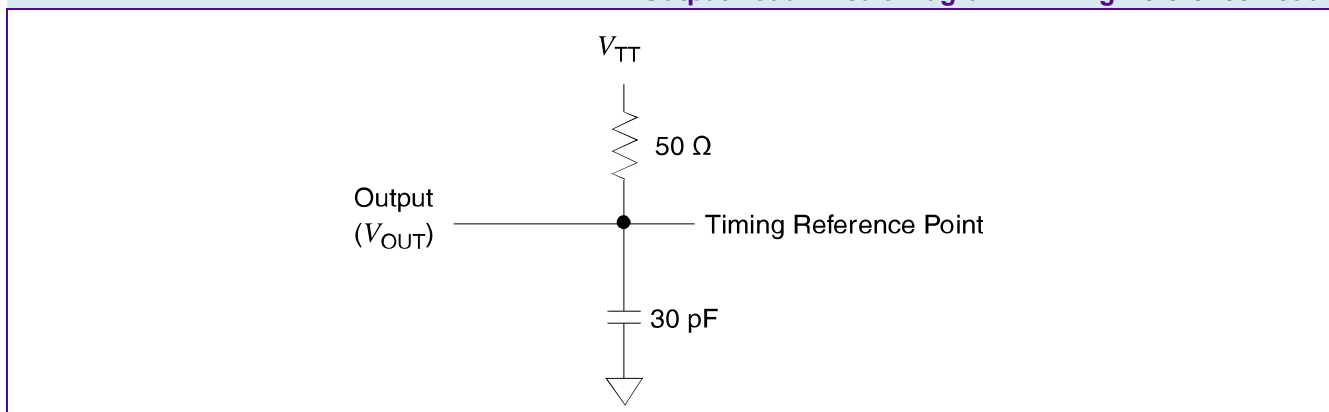 V_TT
50 Ω
Output
(V_OUT)
Timing Reference Point
30 pF